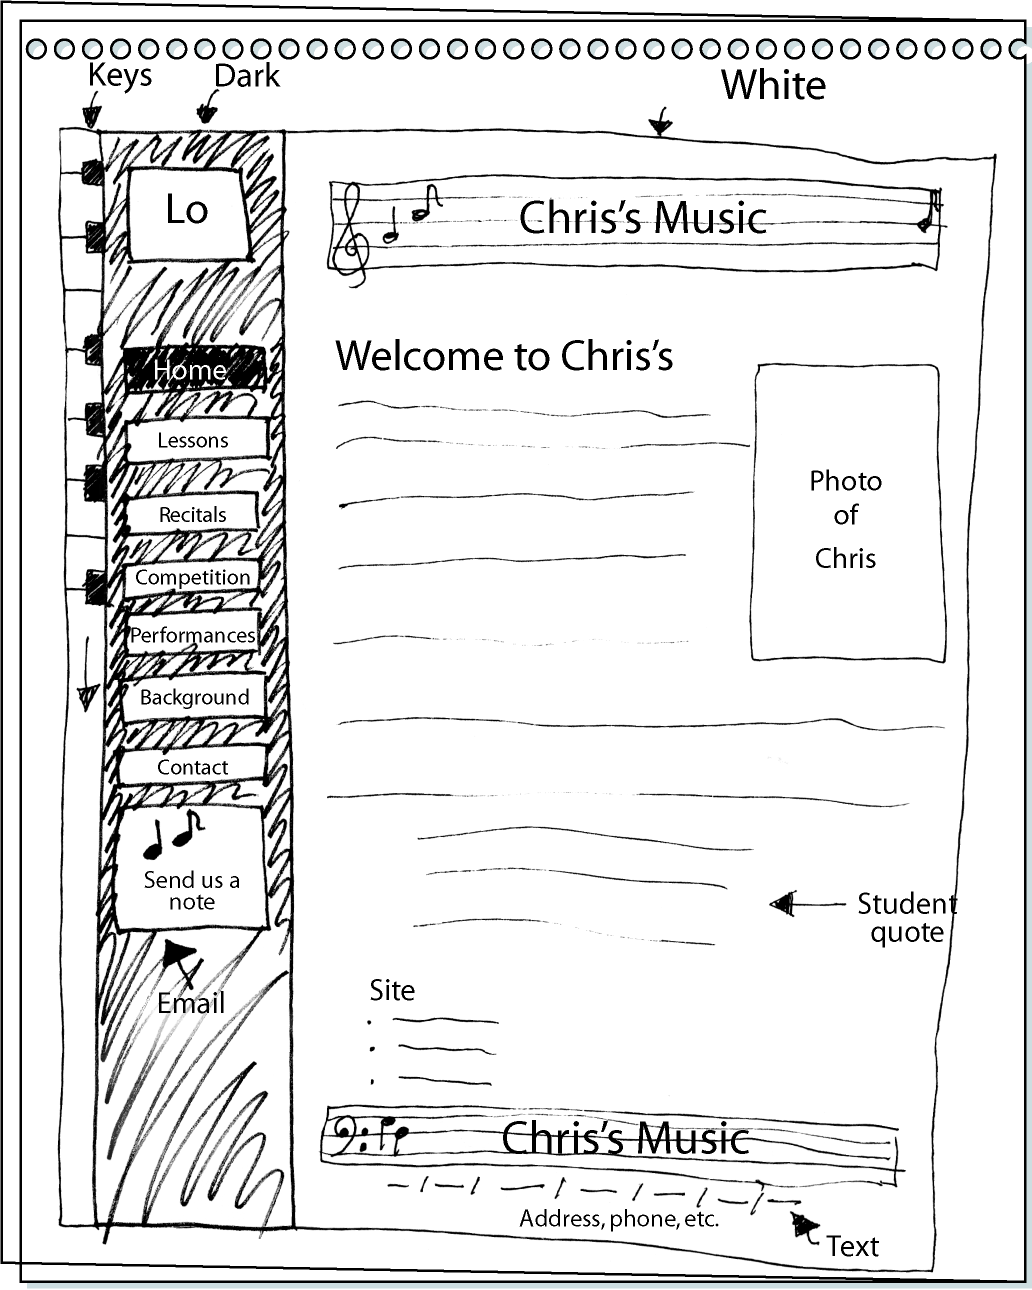 Keys
Dark
White
Lo
Chris's Music
Welcome to Chris's
Home
Lessons
Recitals
Competition
Performances
Background
Contact
Send us a
note
Email
Photo
of
Chris
Student
quote
Site
Chris's Music
Address, phone, etc.
Text